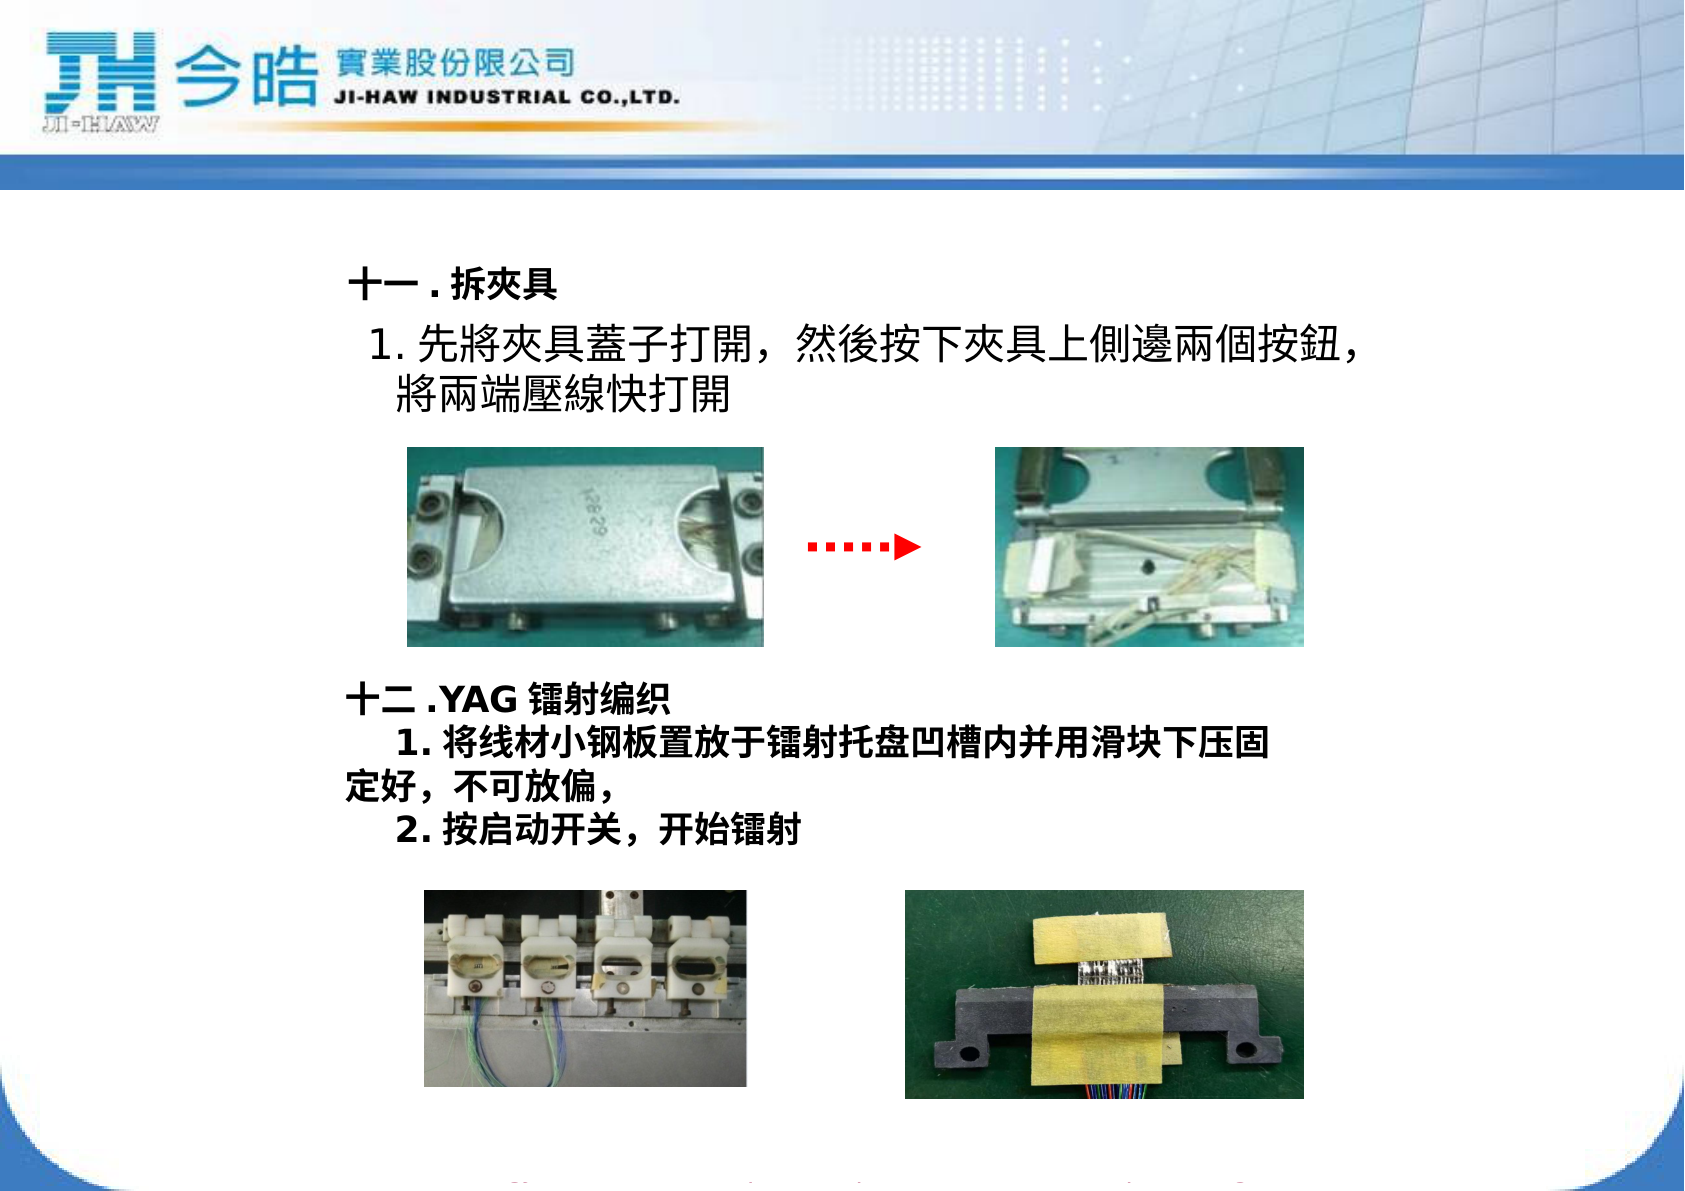 JI-HAW
今皓
實業股份限公司
JI-HAW INDUSTRIAL CO.,LTD.
十一 . 拆夾具
1. 先將夾具蓋子打開，然後按下夾具上側邊兩個按鈕，
將兩端壓線快打開
十二 .YAG 镭射编织
1. 将线材小钢板置放于镭射托盘凹槽内并用滑块下压固
定好，不可放偏，
2. 按启动开关，开始镭射